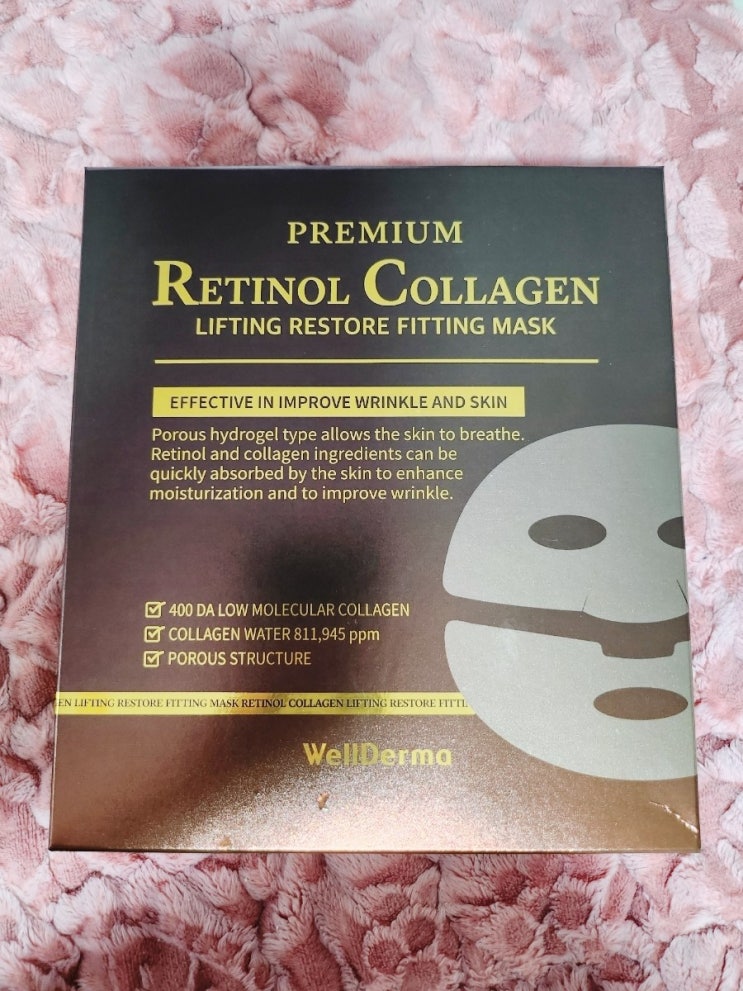 PREMIUM
RETINOL COLLAGEN
LIFTING RESTORE FITTING MASK
EFFECTIVE IN IMPROVE WRINKLE AND SKIN
Porous hydrogel type allows the skin to breathe.
Retinol and collagen ingredients can be
quickly absorbed by the skin to enhance
moisturization and to improve wrinkle.
400 DA LOW MOLECULAR COLLAGEN
COLLAGEN WATER 811,945 ppm
POROUS STRUCTURE
EN LIFTING RESTORE FITTING MASK RETINOL COLLAGEN LIFTING RESTORE FITTI
WellDerma